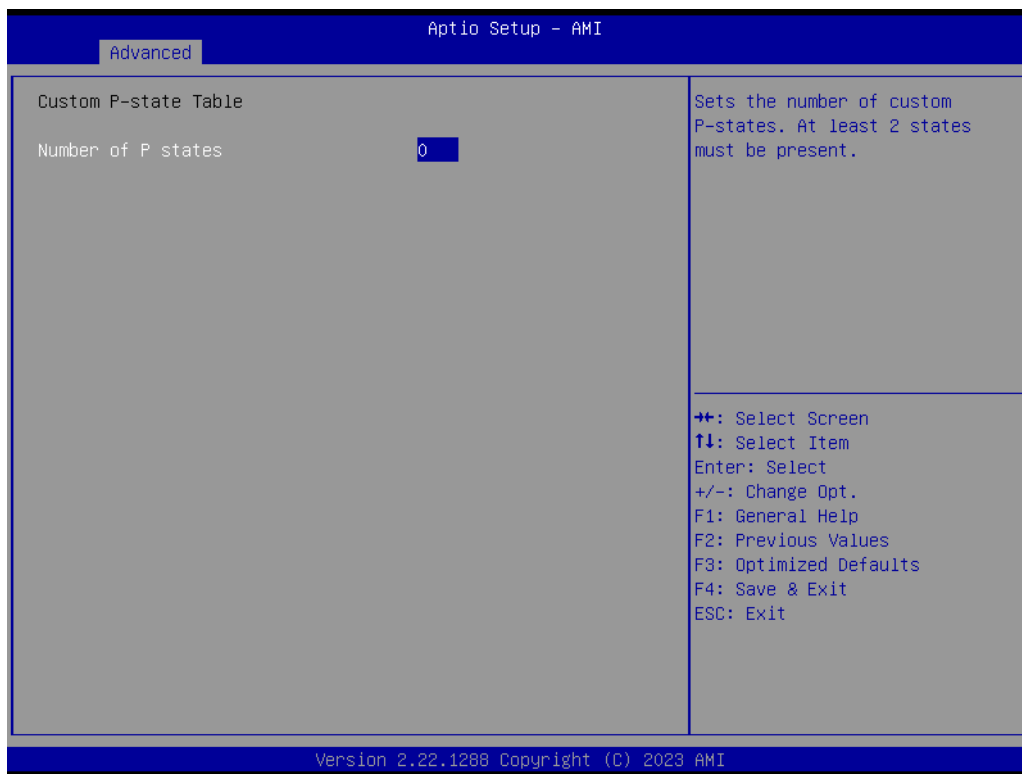 Aptio Setup – AMI
Advanced
Custom P-state Table
Number of P states 0
Sets the number of custom
P-states. At least 2 states
must be present.
→←: Select Screen
↑↓: Select Item
Enter: Select
+/-: Change Opt.
F1: General Help
F2: Previous Values
F3: Optimized Defaults
F4: Save & Exit
ESC: Exit
Version 2.22.1288 Copyright (C) 2023 AMI